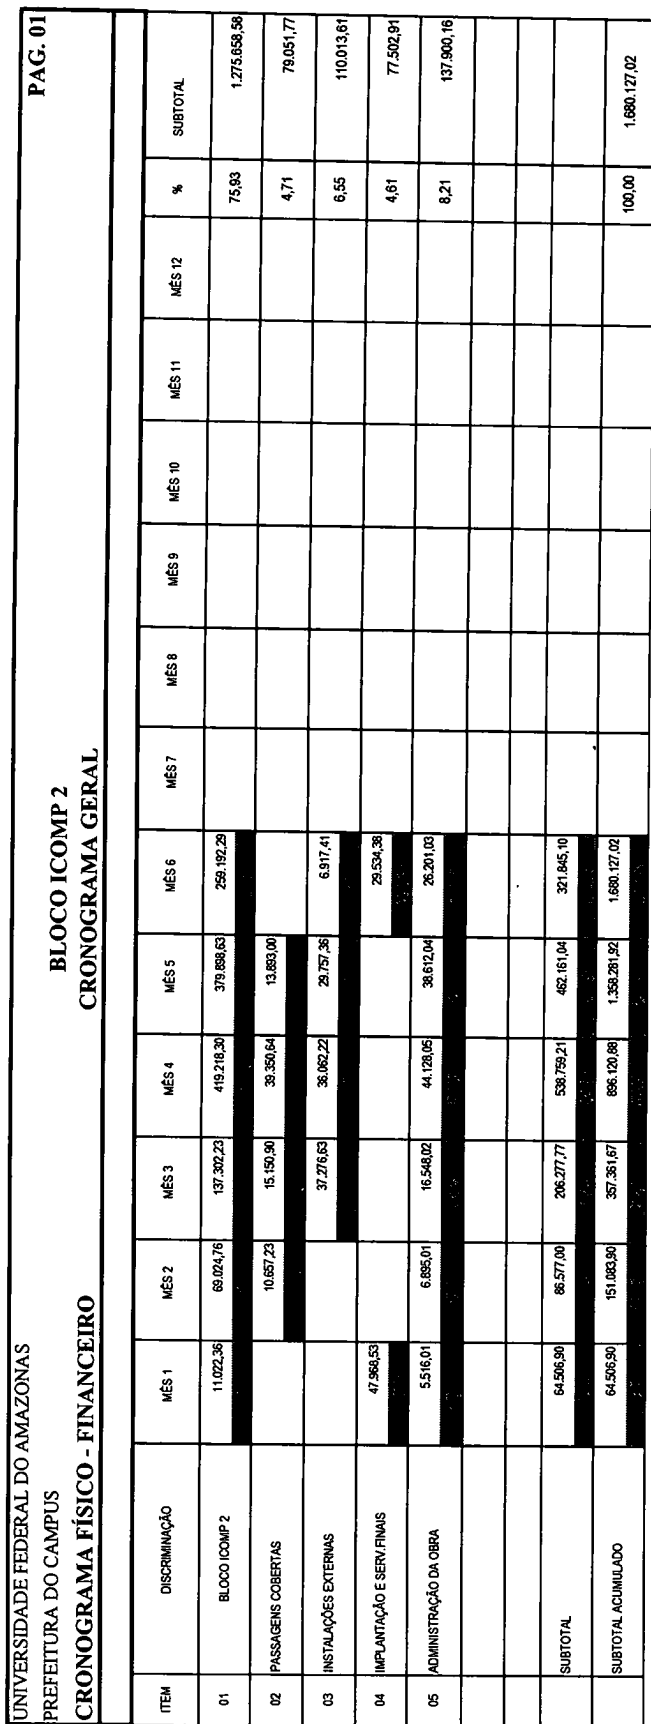 UNIVERSIDADE FEDERAL DO AMAZONAS
PREFEITURA DO CAMPUS
CRONOGRAMA FÍSICO - FINANCEIRO
BLOCO ICOMP 2
CRONOGRAMA GERAL
PAG. 01
ITEM DISCRIMINAÇÃO MÊS 1 MÊS 2 MÊS 3 MÊS 4 MÊS 5 MÊS 6 MÊS 7 MÊS 8 MÊS 9 MÊS 10 MÊS 11 MÊS 12 % SUBTOTAL
01 BLOCO ICOMP 2 11.022,36 69.024,76 137.302,23 419.218,30 379.898,63 259.192,29 75,93 1.275.658,58
02 PASSAGENS COBERTAS 10.657,23 15.150,90 39.350,64 13.893,00 4,71 79.051,77
03 INSTALAÇÕES EXTERNAS 37.276,63 36.062,22 29.757,36 6.917,41 6,55 110.013,61
04 IMPLANTAÇÃO E SERV.FINAIS 47.968,53 29.534,38 4,61 77.502,91
05 ADMINISTRAÇÃO DA OBRA 5.516,01 6.895,01 16.548,02 44.128,05 38.612,04 26.201,03 8,21 137.900,16
SUBTOTAL 64.506,90 86.577,00 206.277,77 538.759,21 462.161,04 321.845,10
SUBTOTAL ACUMULADO 64.506,90 151.083,90 357.361,67 896.120,88 1.358.281,92 1.680.127,02 100,00 1.680.127,02